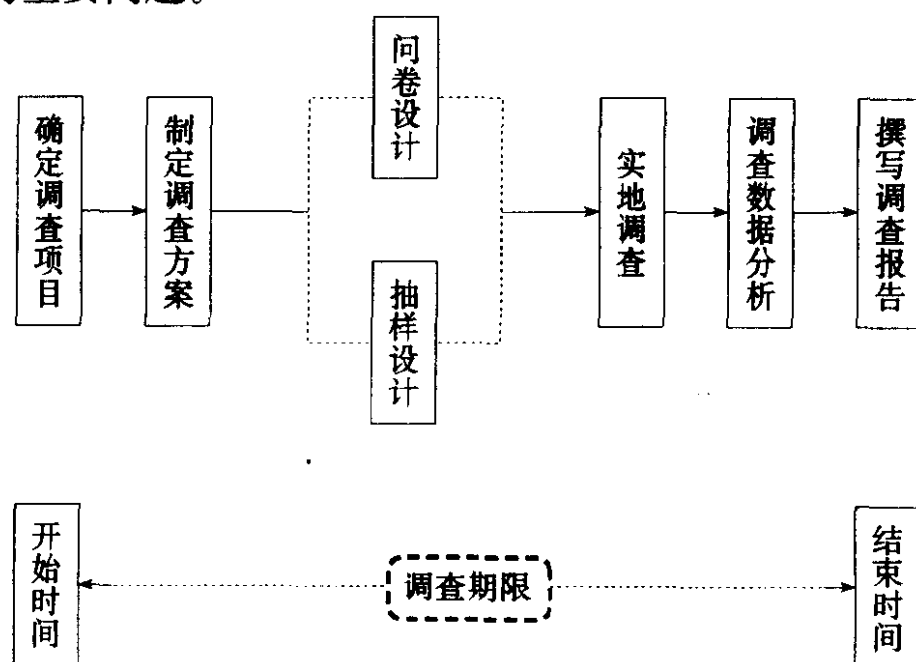 确定调查项目
制定调查方案
问卷设计
抽样设计
实地调查
调查数据分析
撰写调查报告
开始时间
调查期限
结束时间